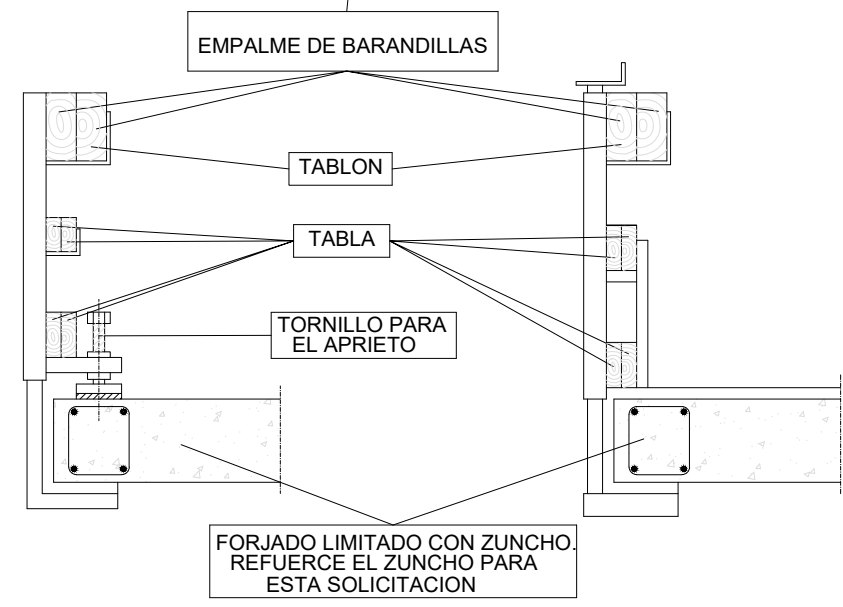 EMPALME DE BARANDILLAS
TABLON
TABLA
TORNILLO PARA
EL APRIETO
FORJADO LIMITADO CON ZUNCHO.
REFUERCE EL ZUNCHO PARA
ESTA SOLICITACION